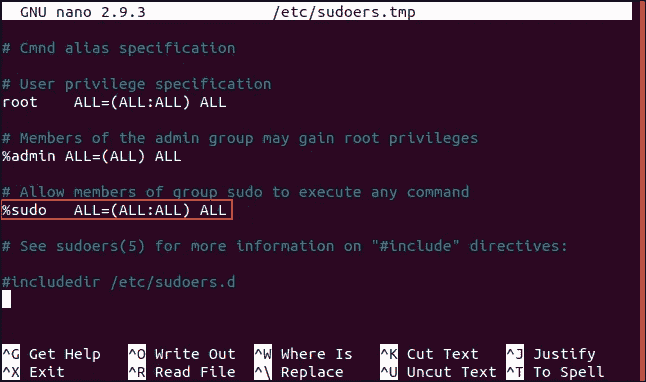 GNU nano 2.9.3 /etc/sudoers.tmp
# Cmnd alias specification
# User privilege specification
root ALL=(ALL:ALL) ALL
# Members of the admin group may gain root privileges
%admin ALL=(ALL) ALL
# Allow members of group sudo to execute any command
%sudo ALL=(ALL:ALL) ALL
# See sudoers(5) for more information on "#include" directives:
#includedir /etc/sudoers.d
^G Get Help ^O Write Out ^W Where Is ^K Cut Text ^J Justify
^X Exit ^R Read File ^\ Replace ^U Uncut Text ^T To Spell